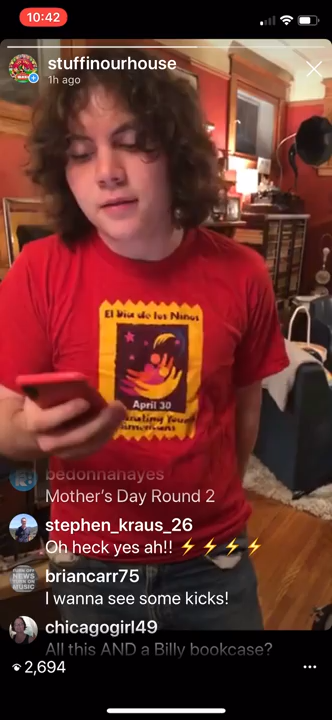 10:42
stuffinourhouse
1h ago
El Día de los Niños
April 30
bedonnahayes
Mother's Day Round 2
stephen_kraus_26
Oh heck yes ah!! ⚡⚡⚡⚡
briancarr75
I wanna see some kicks!
chicagogirl49
All this AND a Billy bookcase?
2,694